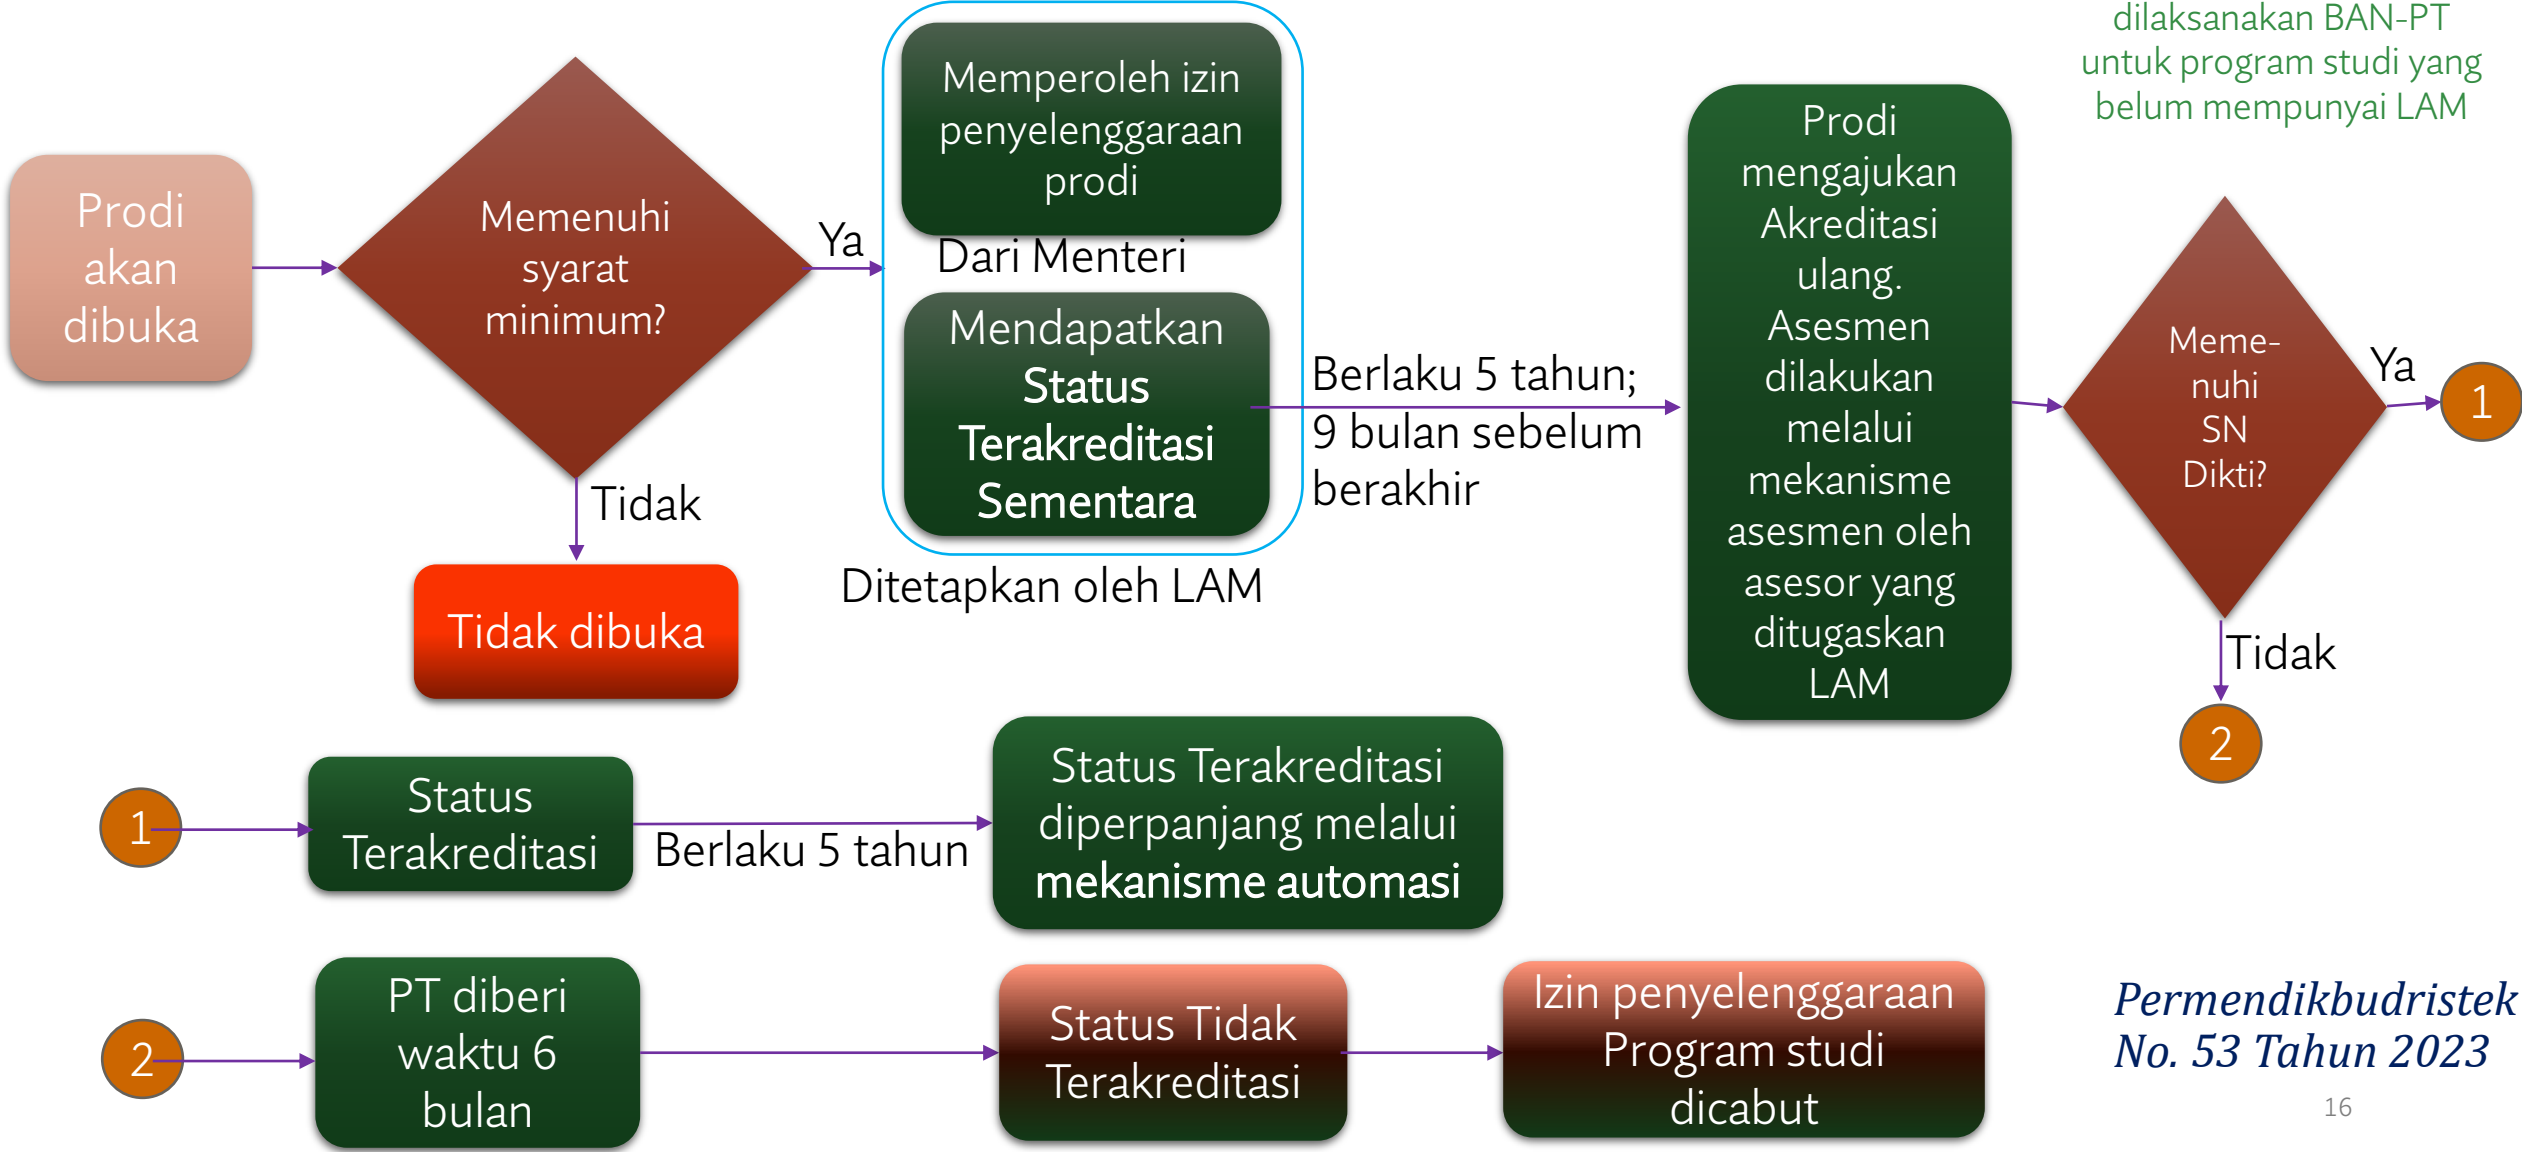 dilaksanakan BAN-PT
untuk program studi yang
belum mempunyai LAM
Prodi
akan
dibuka
Memenuhi
syarat
minimum?
Ya
Tidak
Tidak dibuka
Memperoleh izin
penyelenggaraan
prodi
Dari Menteri
Mendapatkan
Status
Terakreditasi
Sementara
Ditetapkan oleh LAM
Berlaku 5 tahun;
9 bulan sebelum
berakhir
Prodi
mengajukan
Akreditasi
ulang.
Asesmen
dilakukan
melalui
mekanisme
asesmen oleh
asesor yang
ditugaskan
LAM
Meme-
nuhi
SN
Dikti?
Ya
1
Tidak
2
1
Status
Terakreditasi
Berlaku 5 tahun
Status Terakreditasi
diperpanjang melalui
mekanisme automasi
2
PT diberi
waktu 6
bulan
Status Tidak
Terakreditasi
Izin penyelenggaraan
Program studi
dicabut
Permendikbudristek
No. 53 Tahun 2023
16